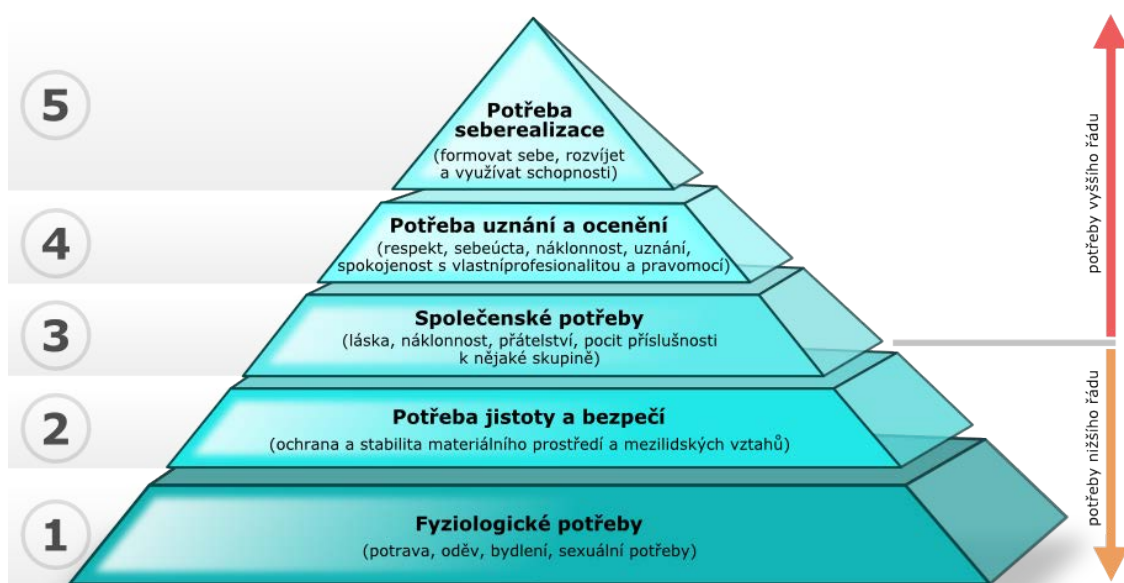 5
Potřeba
seberealizace
(formovat sebe, rozvíjet
a využívat schopnosti)
4
Potřeba uznání a ocenění
(respekt, sebeúcta, náklonnost, uznání,
spokojenost s vlastníprofesionalitou a pravomocí)
3
Společenské potřeby
(láska, náklonnost, přátelství, pocit příslušnosti
k nějaké skupině)
2
Potřeba jistoty a bezpečí
(ochrana a stabilita materiálního prostředí a mezilidských vztahů)
1
Fyziologické potřeby
(potrava, oděv, bydlení, sexuální potřeby)
potřeby vyššího řádu
potřeby nižšího řádu